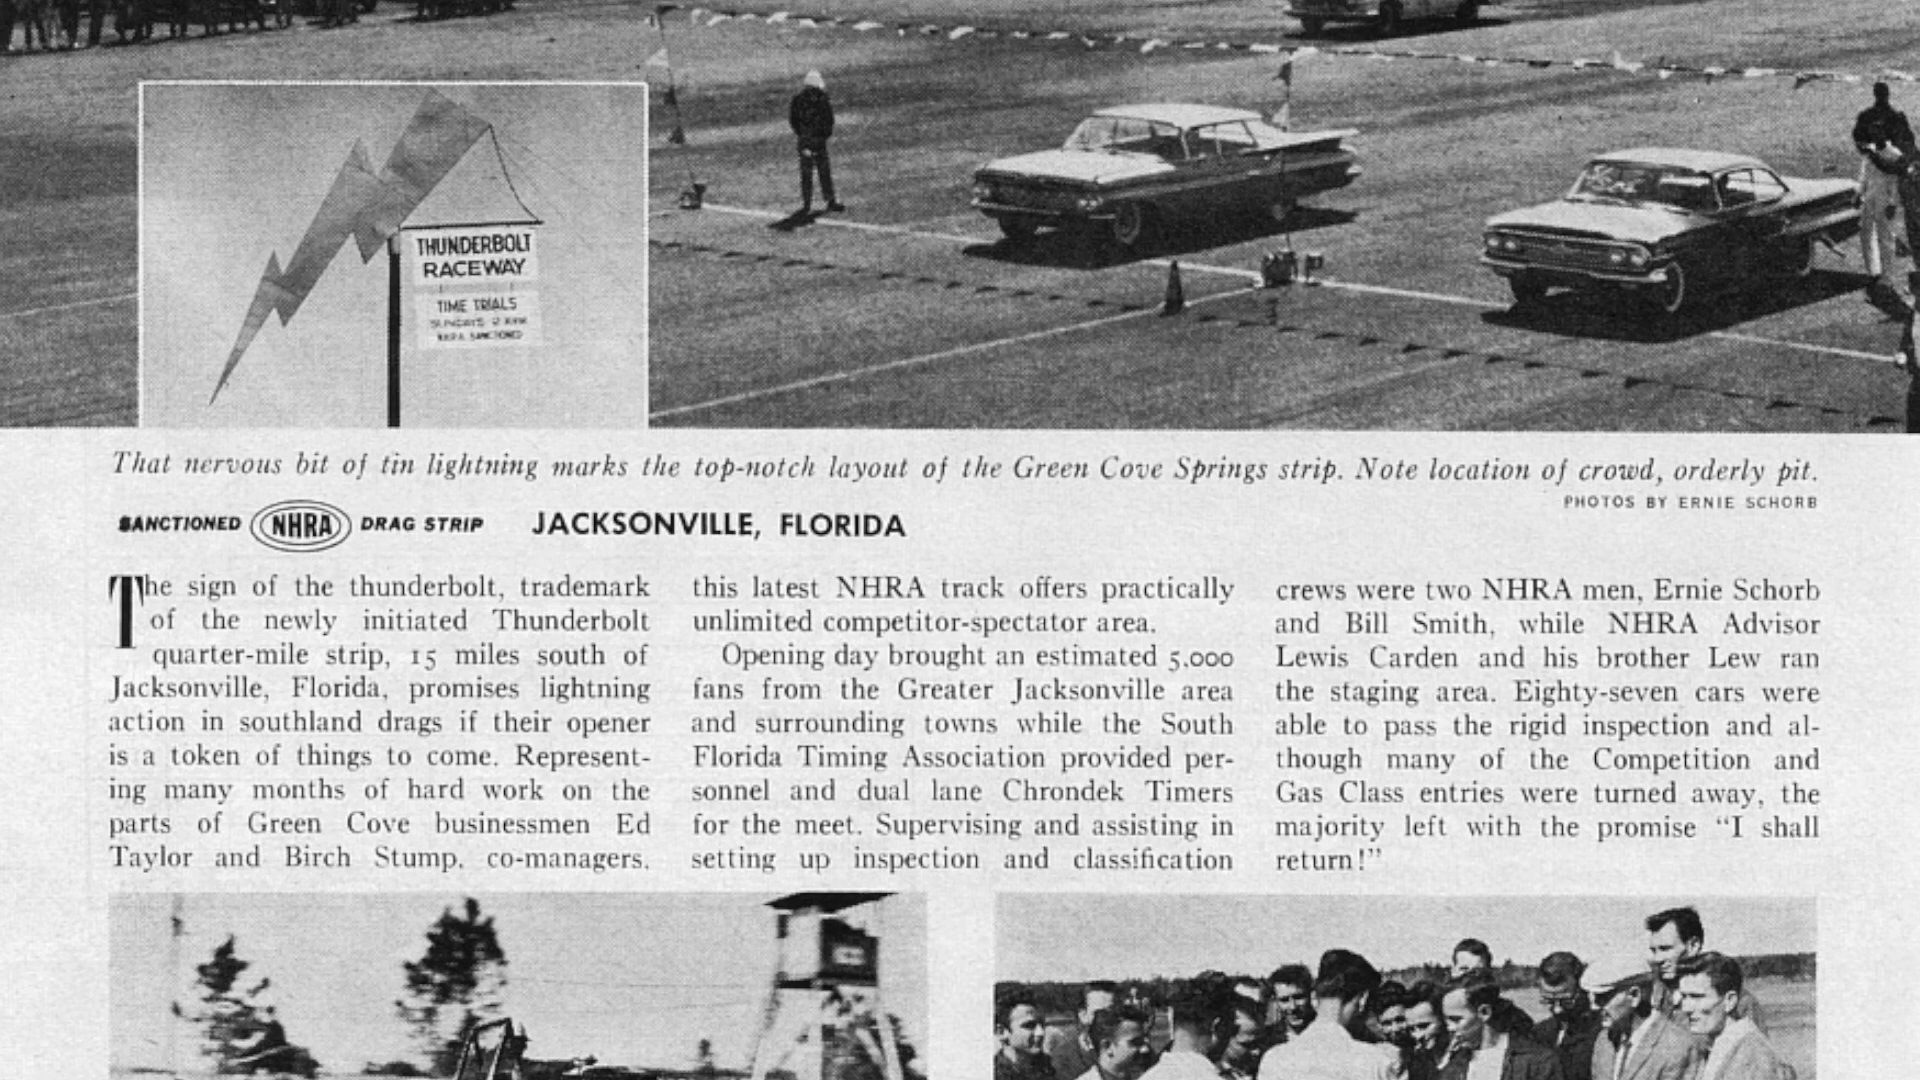 THUNDERBOLT
RACEWAY
TIME TRIALS
SUNDAYS
SANCTIONED
That nervous bit of tin lightning marks the top-notch layout of the Green Cove Springs strip. Note location of crowd, orderly pit.
PHOTOS BY ERNIE SCHORB
SANCTIONED NHRA DRAG STRIP JACKSONVILLE, FLORIDA
The sign of the thunderbolt, trademark
of the newly initiated Thunderbolt
quarter-mile strip, 15 miles south of
Jacksonville, Florida, promises lightning
action in southland drags if their opener
is a token of things to come. Represent-
ing many months of hard work on the
parts of Green Cove businessmen Ed
Taylor and Birch Stump, co-managers,
this latest NHRA track offers practically
unlimited competitor-spectator area.
Opening day brought an estimated 5,000
fans from the Greater Jacksonville area
and surrounding towns while the South
Florida Timing Association provided per-
sonnel and dual lane Chrondek Timers
for the meet. Supervising and assisting in
setting up inspection and classification
crews were two NHRA men, Ernie Schorb
and Bill Smith, while NHRA Advisor
Lewis Carden and his brother Lew ran
the staging area. Eighty-seven cars were
able to pass the rigid inspection and al-
though many of the Competition and
Gas Class entries were turned away, the
majority left with the promise “I shall
return!”